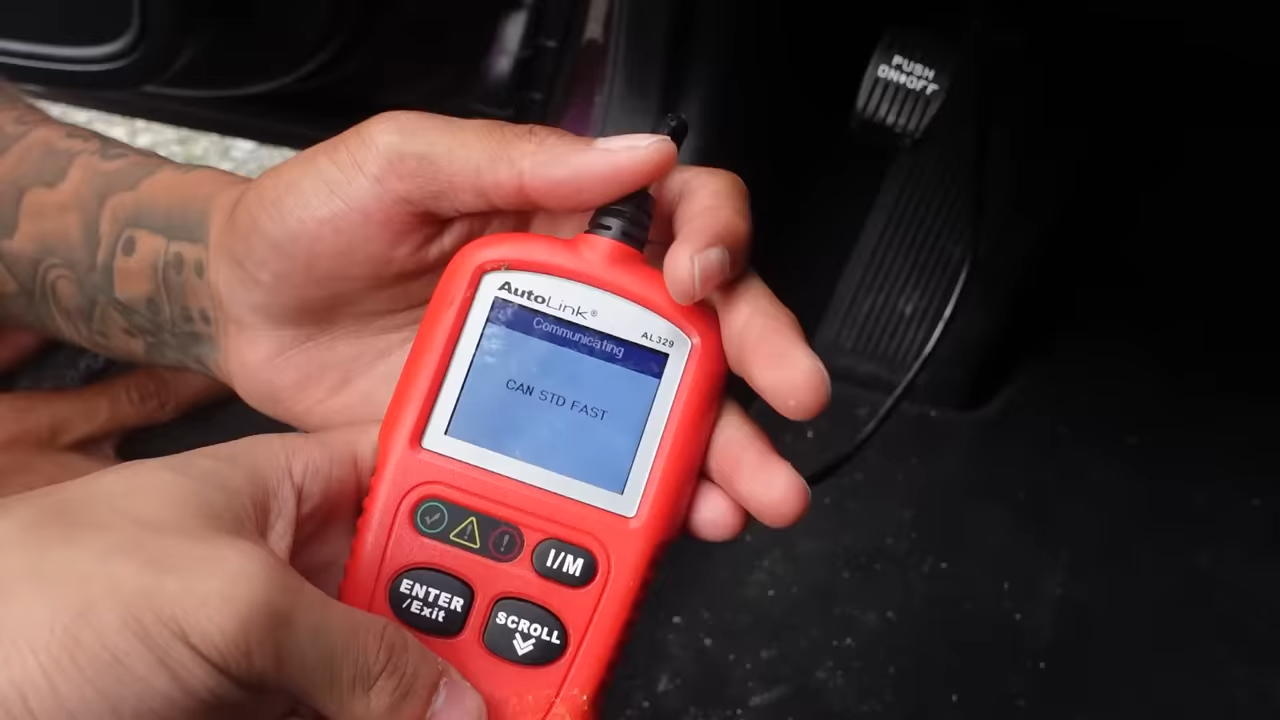 PUSH
ON•OFF
AutoLink®
AL329
Communicating
CAN STD FAST
I/M
ENTER
/Exit
SCROLL